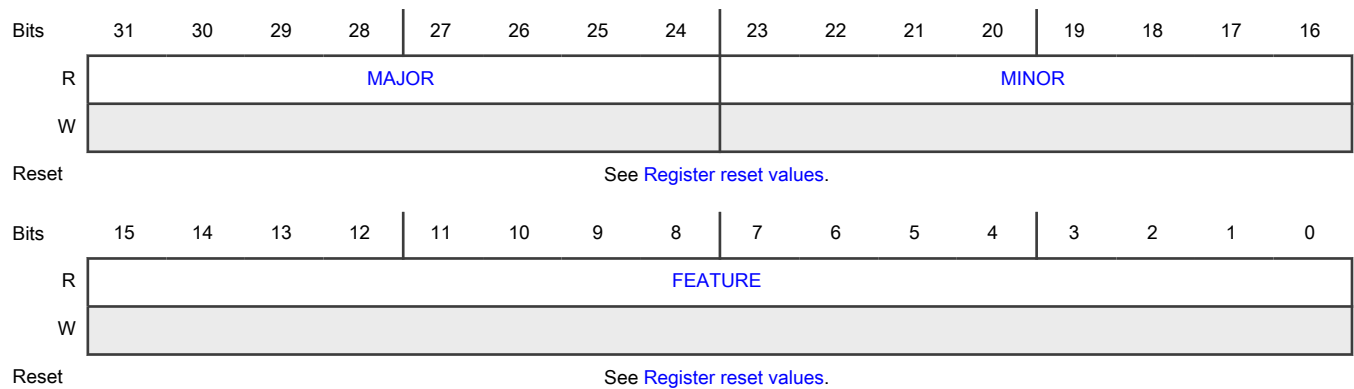 Bits 31 30 29 28 27 26 25 24 23 22 21 20 19 18 17 16
R MAJOR MINOR
W
Reset See Register reset values.
Bits 15 14 13 12 11 10 9 8 7 6 5 4 3 2 1 0
R FEATURE
W
Reset See Register reset values.